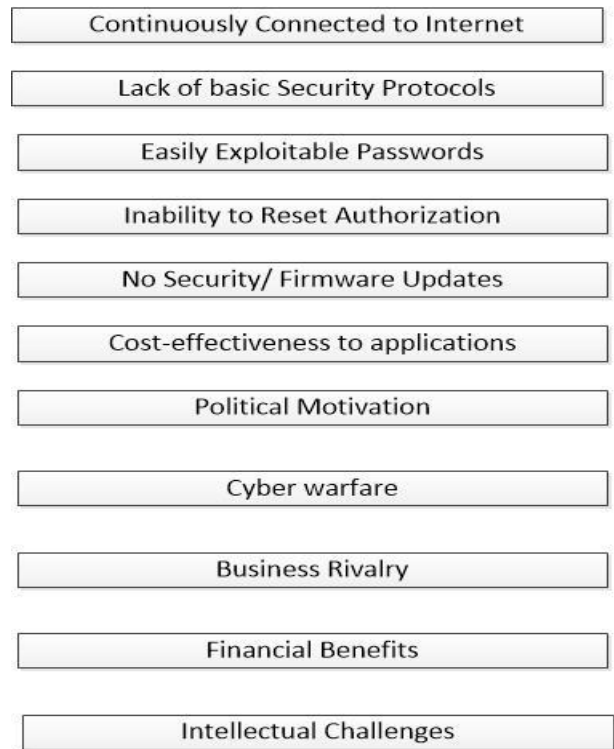 Continuously Connected to Internet
Lack of basic Security Protocols
Easily Exploitable Passwords
Inability to Reset Authorization
No Security/ Firmware Updates
Cost-effectiveness to applications
Political Motivation
Cyber warfare
Business Rivalry
Financial Benefits
Intellectual Challenges